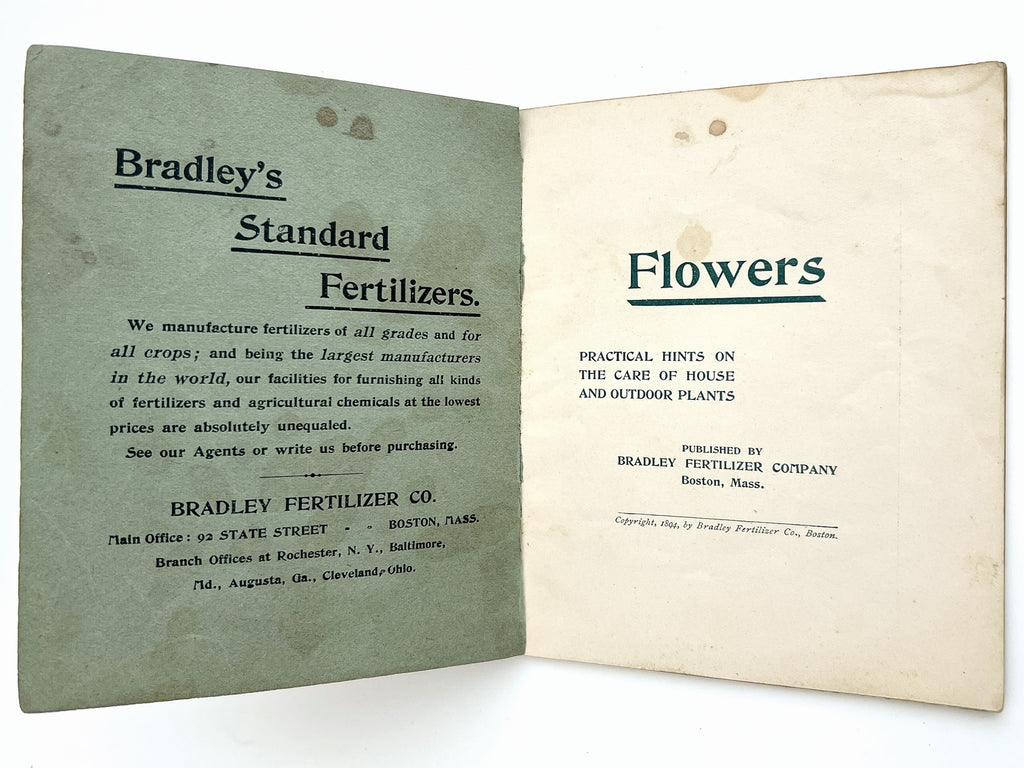 Bradley's
Standard
Fertilizers.
We manufacture fertilizers of all grades and for
all crops; and being the largest manufacturers
in the world, our facilities for furnishing all kinds
of fertilizers and agricultural chemicals at the lowest
prices are absolutely unequaled.
See our Agents or write us before purchasing.
BRADLEY FERTILIZER CO.
Main Office: 92 STATE STREET - - BOSTON, MASS.
Branch Offices at Rochester, N. Y., Baltimore,
Md., Augusta, Ga., Cleveland, Ohio.
Flowers
PRACTICAL HINTS ON
THE CARE OF HOUSE
AND OUTDOOR PLANTS
PUBLISHED BY
BRADLEY FERTILIZER COMPANY
Boston, Mass.
Copyright, 1894, by Bradley Fertilizer Co., Boston.